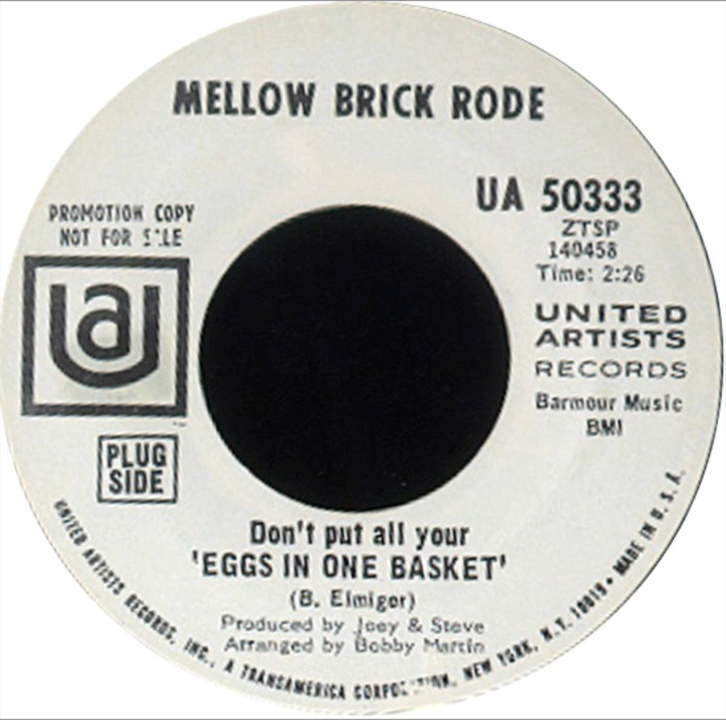 MELLOW BRICK RODE
UA 50333
ZTSP
140458
Time: 2:26
PROMOTION COPY
NOT FOR
ua
UNITED
ARTISTS
RECORDS
Barmour Music
BMI
PLUG
SIDE
Don't put all your
'EGGS IN ONE BASKET'
(B. Elmiger)
Produced by Joey & Steve
Arranged by Bobby Martin
UNITED ARTISTS RECORDS, INC., A TRANSAMERICA NEW YORK, N.Y. 10019 • MADE IN U.S.A.